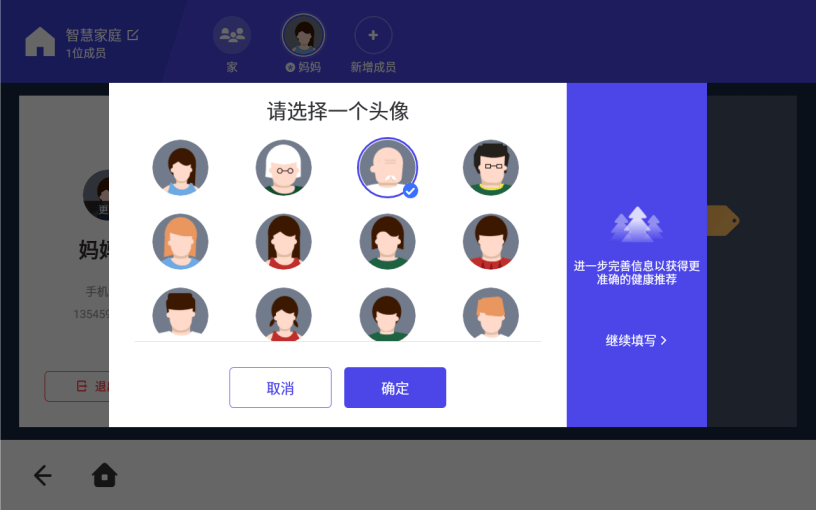 智慧家庭
1位成员
家
妈妈
新增成员
请选择一个头像
更
妈妈
手机
13545
进一步完善信息以获得更
准确的健康推荐
继续填写
退
取消
确定